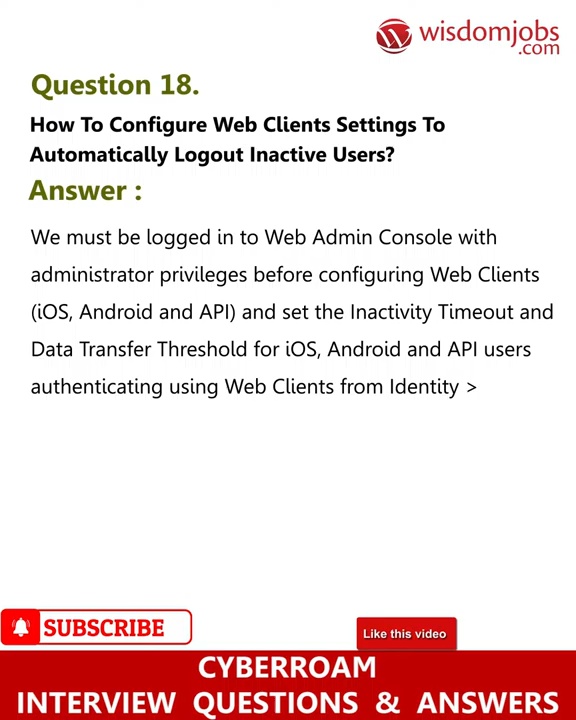 wisdomjobs
.com
Question 18.
How To Configure Web Clients Settings To
Automatically Logout Inactive Users?
Answer :
We must be logged in to Web Admin Console with
administrator privileges before configuring Web Clients
(iOS, Android and API) and set the Inactivity Timeout and
Data Transfer Threshold for iOS, Android and API users
authenticating using Web Clients from Identity >
SUBSCRIBE
Like this video
CYBERROAM
INTERVIEW QUESTIONS & ANSWERS